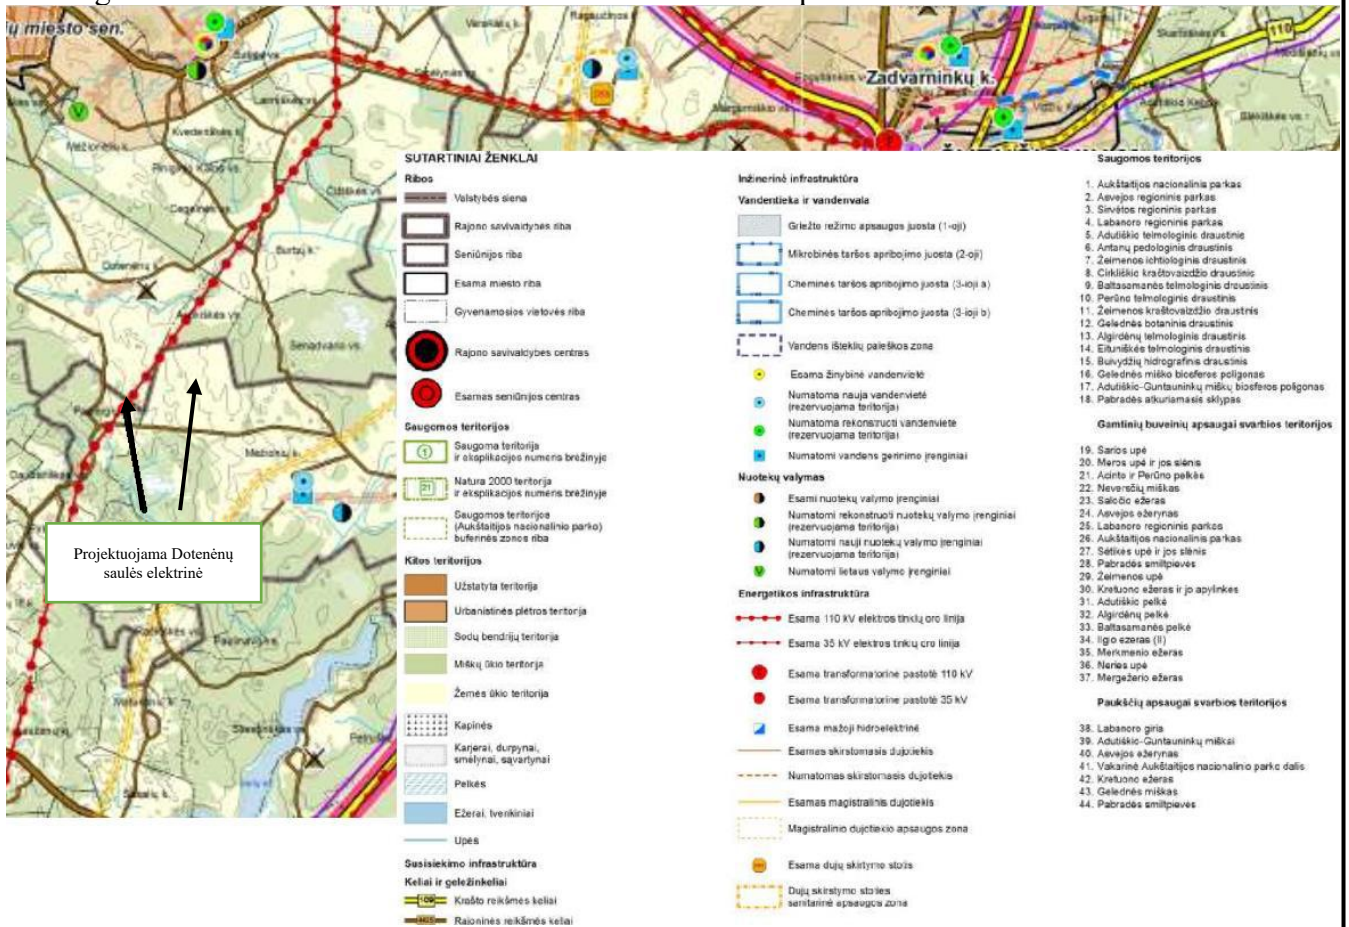 ų miesto sen.
Kvedariškės k.
Burbzų k.
Dotenėnų k.
Zadvarninkų k.
110
Projektuojama Dotenėnų
saulės elektrinė
SUTARTINIAI ŽENKLAI
Ribos
Valstybės siena
Rajono savivaldybės riba
Seniūnijos riba
Esama miesto riba
Gyvenamosios vietovės riba
Rajono savivaldybės centras
Esamas seniūnijos centras
Saugomos teritorijos
1
Saugoma teritorija
ir eksplikacijos numeris brėžinyje
21
Natura 2000 teritorija
ir eksplikacijos numeris brėžinyje
Saugomos teritorijos
(Aukštaitijos nacionalinio parko)
buferinės zonos riba
Kitos teritorijos
Užstatyta teritorija
Urbanistinės plėtros teritorija
Sodų bendrijų teritorija
Miškų ūkio teritorija
Žemės ūkio teritorija
Kapinės
Karjerai, durpynai,
smėlynai, sąvartynai
Pelkės
Ežerai, tvenkiniai
Upės
Susisiekimo infrastruktūra
Keliai ir geležinkeliai
109
Krašto reikšmės keliai
Rajoninės reikšmės keliai
Inžinerinė infrastruktūra
Vandentieka ir vandenvala
Griežto režimo apsaugos juosta (1-oji)
Mikrobinės taršos apribojimo juosta (2-oji)
Cheminės taršos apribojimo juosta (3-ioji a)
Cheminės taršos apribojimo juosta (3-ioji b)
Vandens išteklių paieškos zona
Esama žinybinė vandenvietė
Numatoma nauja vandenvietė
(rezervuojama teritorija)
Numatoma rekonstruoti vandenvietė
(rezervuojama teritorija)
Numatomi vandens gerinimo įrenginiai
Nuotekų valymas
Esami nuotekų valymo įrenginiai
Numatomi rekonstruoti nuotekų valymo įrenginiai
(rezervuojama teritorija)
Numatomi nauji nuotekų valymo įrenginiai
(rezervuojama teritorija)
V
Numatomi lietaus valymo įrenginiai
Energetikos infrastruktūra
Esama 110 kV elektros tinklų oro linija
Esama 35 kV elektros tinklų oro linija
Esama transformatorinė pastotė 110 kV
Esama transformatorinė pastotė 35 kV
Esama mažoji hidroelektrinė
Esamas skirstomasis dujotiekis
Numatomas skirstomasis dujotiekis
Esamas magistralinis dujotiekis
Magistralinio dujotiekio apsaugos zona
Esama dujų skirtymo stotis
Dujų skirstymo stoties
sanitarinė apsaugos zona
Saugomos teritorijos
1. Aukštaitijos nacionalinis parkas
2. Asvejos regioninis parkas
3. Sirvėtos regioninis parkas
4. Labanoro regioninis parkas
5. Adutiškio telmologinis draustinis
6. Antanų pedologinis draustinis
7. Žeimenos ichtiologinis draustinis
8. Cirkliškio kraštovaizdžio draustinis
9. Baltasamanės telmologinis draustinis
10. Perūno telmologinis draustinis
11. Žeimenos kraštovaizdžio draustinis
12. Gelednės botaninis draustinis
13. Algirdėnų telmologinis draustinis
14. Eituniškės telmologinis draustinis
15. Buivydžių hidrografinis draustinis
16. Gelednės miško biosferos poligonas
17. Adutiškio-Guntauninkų miškų biosferos poligonas
18. Pabradės atkuriamasis sklypas
Gamtinių buveinių apsaugai svarbios teritorijos
19. Sarios upė
20. Meros upė ir jos slėnis
21. Acinto ir Perūno pelkės
22. Neversčių miškas
23. Saločio ežeras
24. Asvejos ežerynas
25. Labanoro regioninis parkas
26. Aukštaitijos nacionalinis parkas
27. Sėtikės upė ir jos slėnis
28. Pabradės smiltpievės
29. Žeimenos upė
30. Kretuono ežeras ir jo apylinkės
31. Adutiškio pelkė
32. Algirdėnų pelkė
33. Baltasamanės pelkė
34. Ilgio ežeras (II)
35. Merkmenio ežeras
36. Neries upė
37. Mergežerio ežeras
Paukščių apsaugai svarbios teritorijos
38. Labanoro giria
39. Adutiškio-Guntauninkų miškai
40. Asvejos ežerynas
41. Vakarinė Aukštaitijos nacionalinio parko dalis
42. Kretuono ežeras
43. Gelednės miškas
44. Pabradės smiltpievės